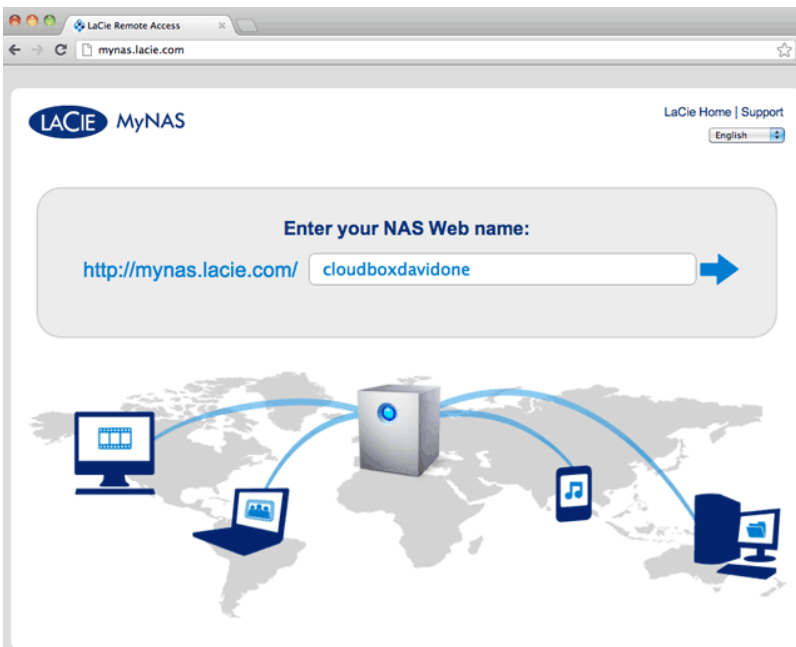 LaCie Remote Access
mynas.lacie.com
LACIE MyNAS
LaCie Home | Support
English
Enter your NAS Web name:
http://mynas.lacie.com/ cloudboxdavidone